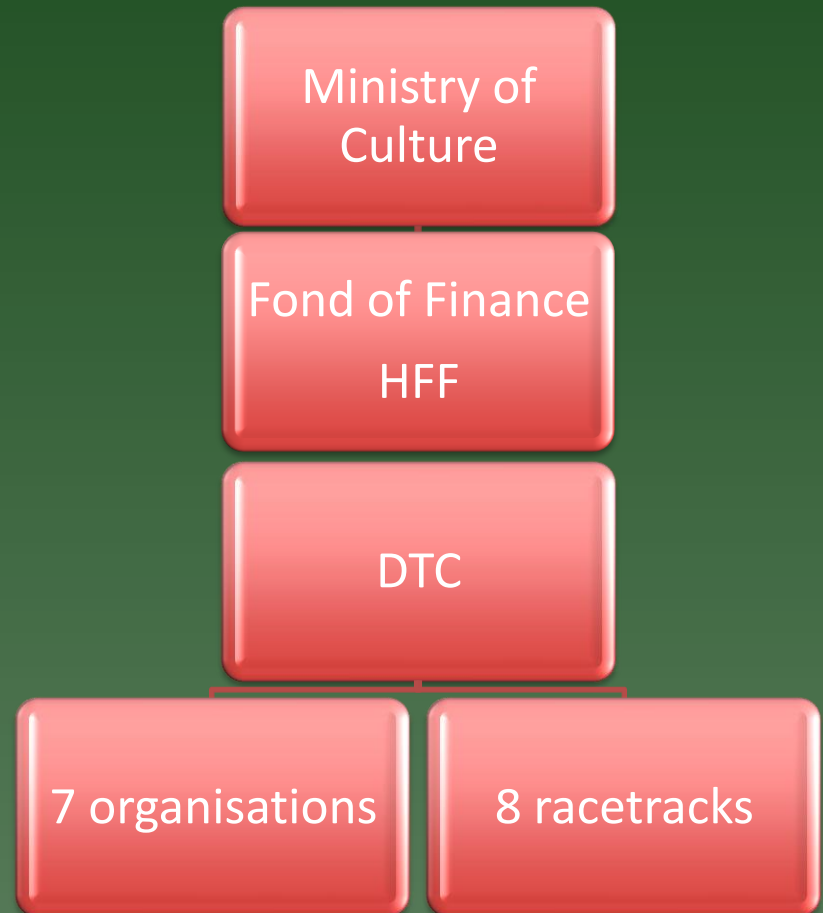 Ministry of
Culture
Fond of Finance
HFF
DTC
7 organisations
8 racetracks